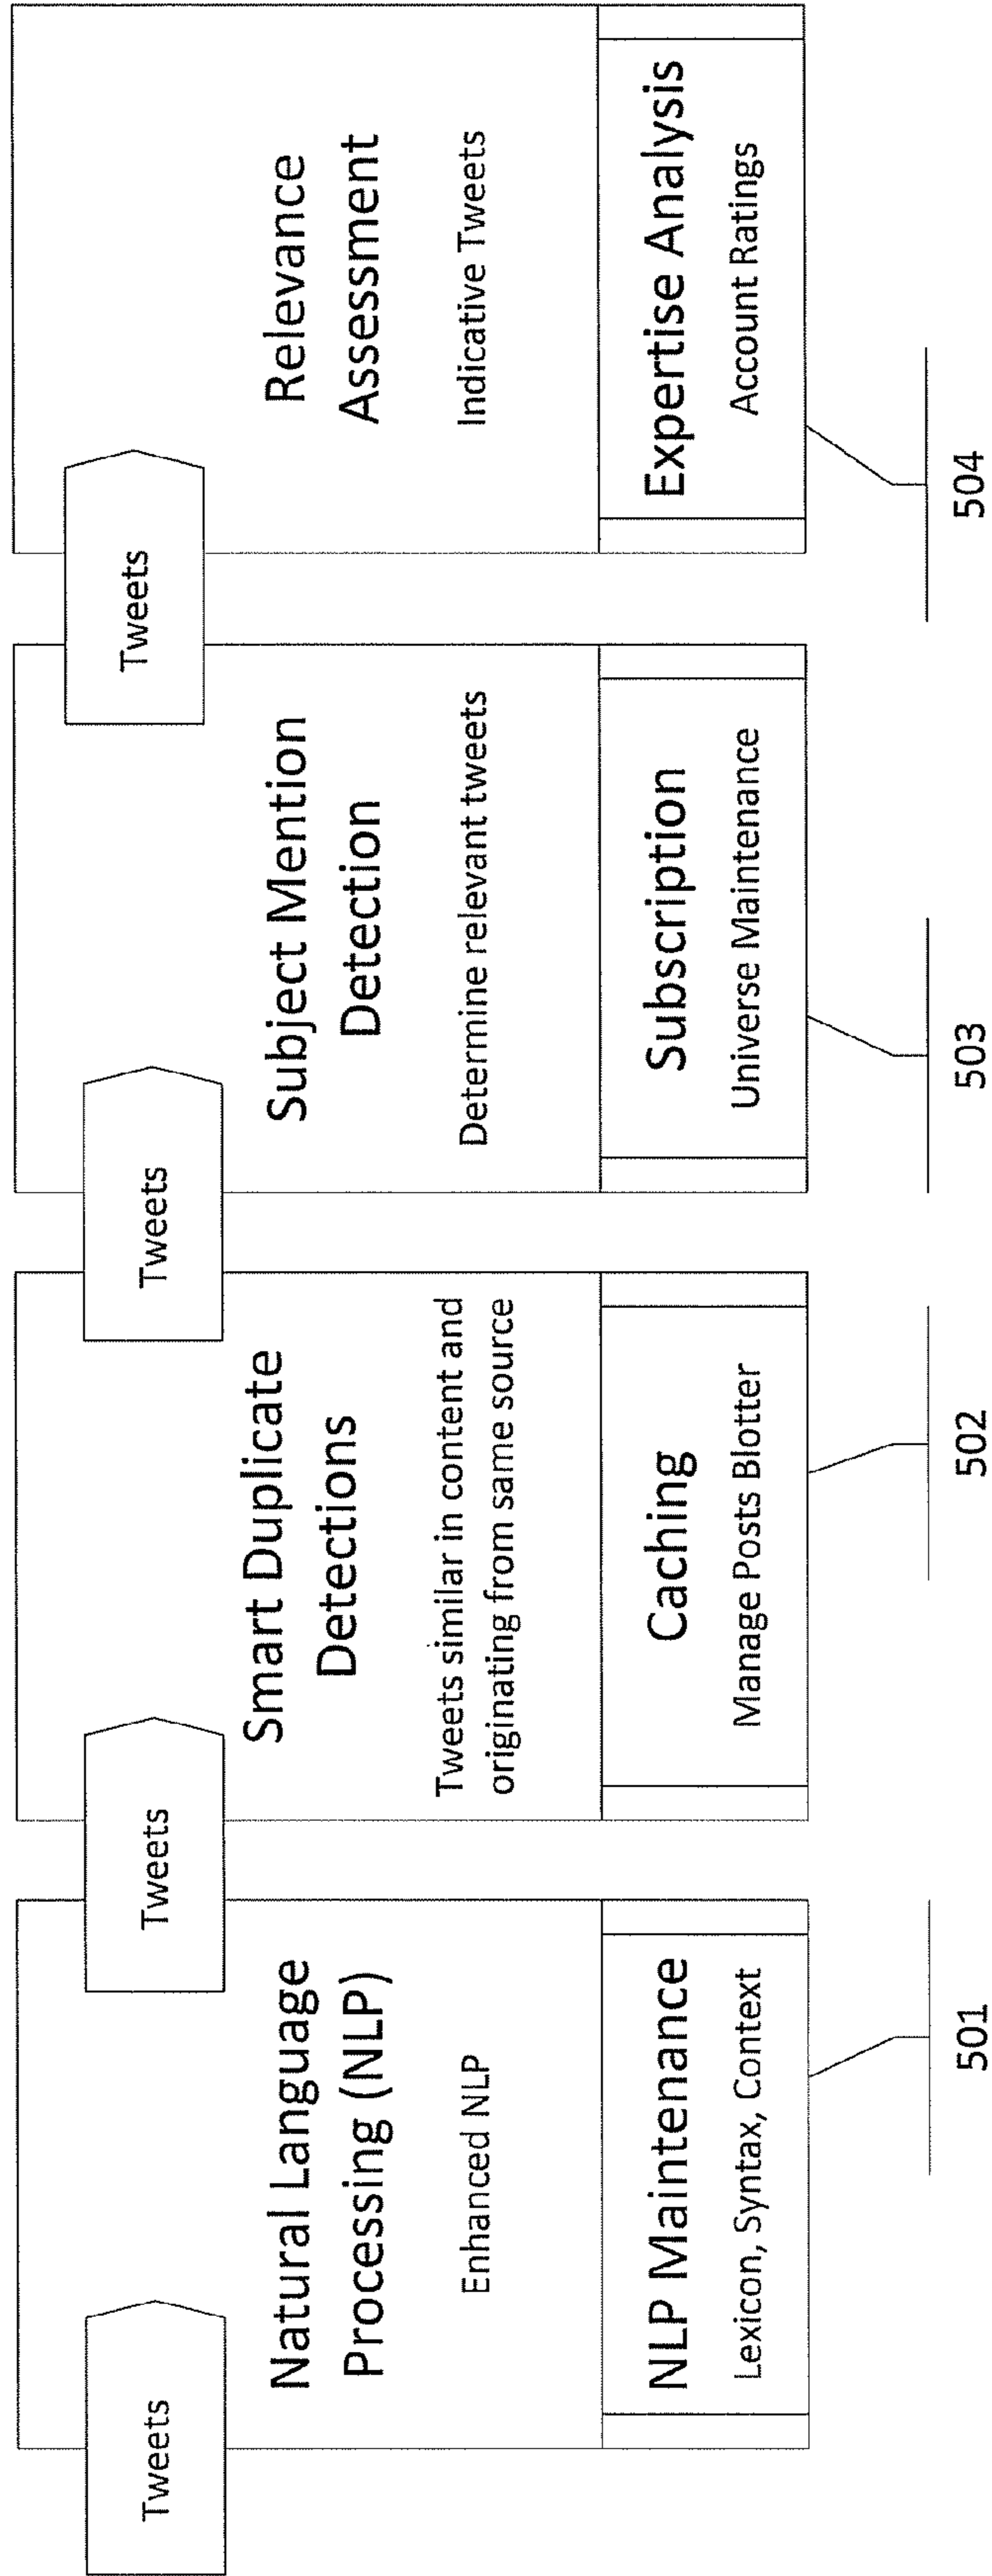 Tweets
Natural Language
Processing (NLP)
Enhanced NLP
NLP Maintenance
Lexicon, Syntax, Context
501
Tweets
Smart Duplicate
Detections
Tweets similar in content and
originating from same source
Caching
Manage Posts Blotter
502
Tweets
Subject Mention
Detection
Determine relevant tweets
Subscription
Universe Maintenance
503
Tweets
Relevance
Assessment
Indicative Tweets
Expertise Analysis
Account Ratings
504